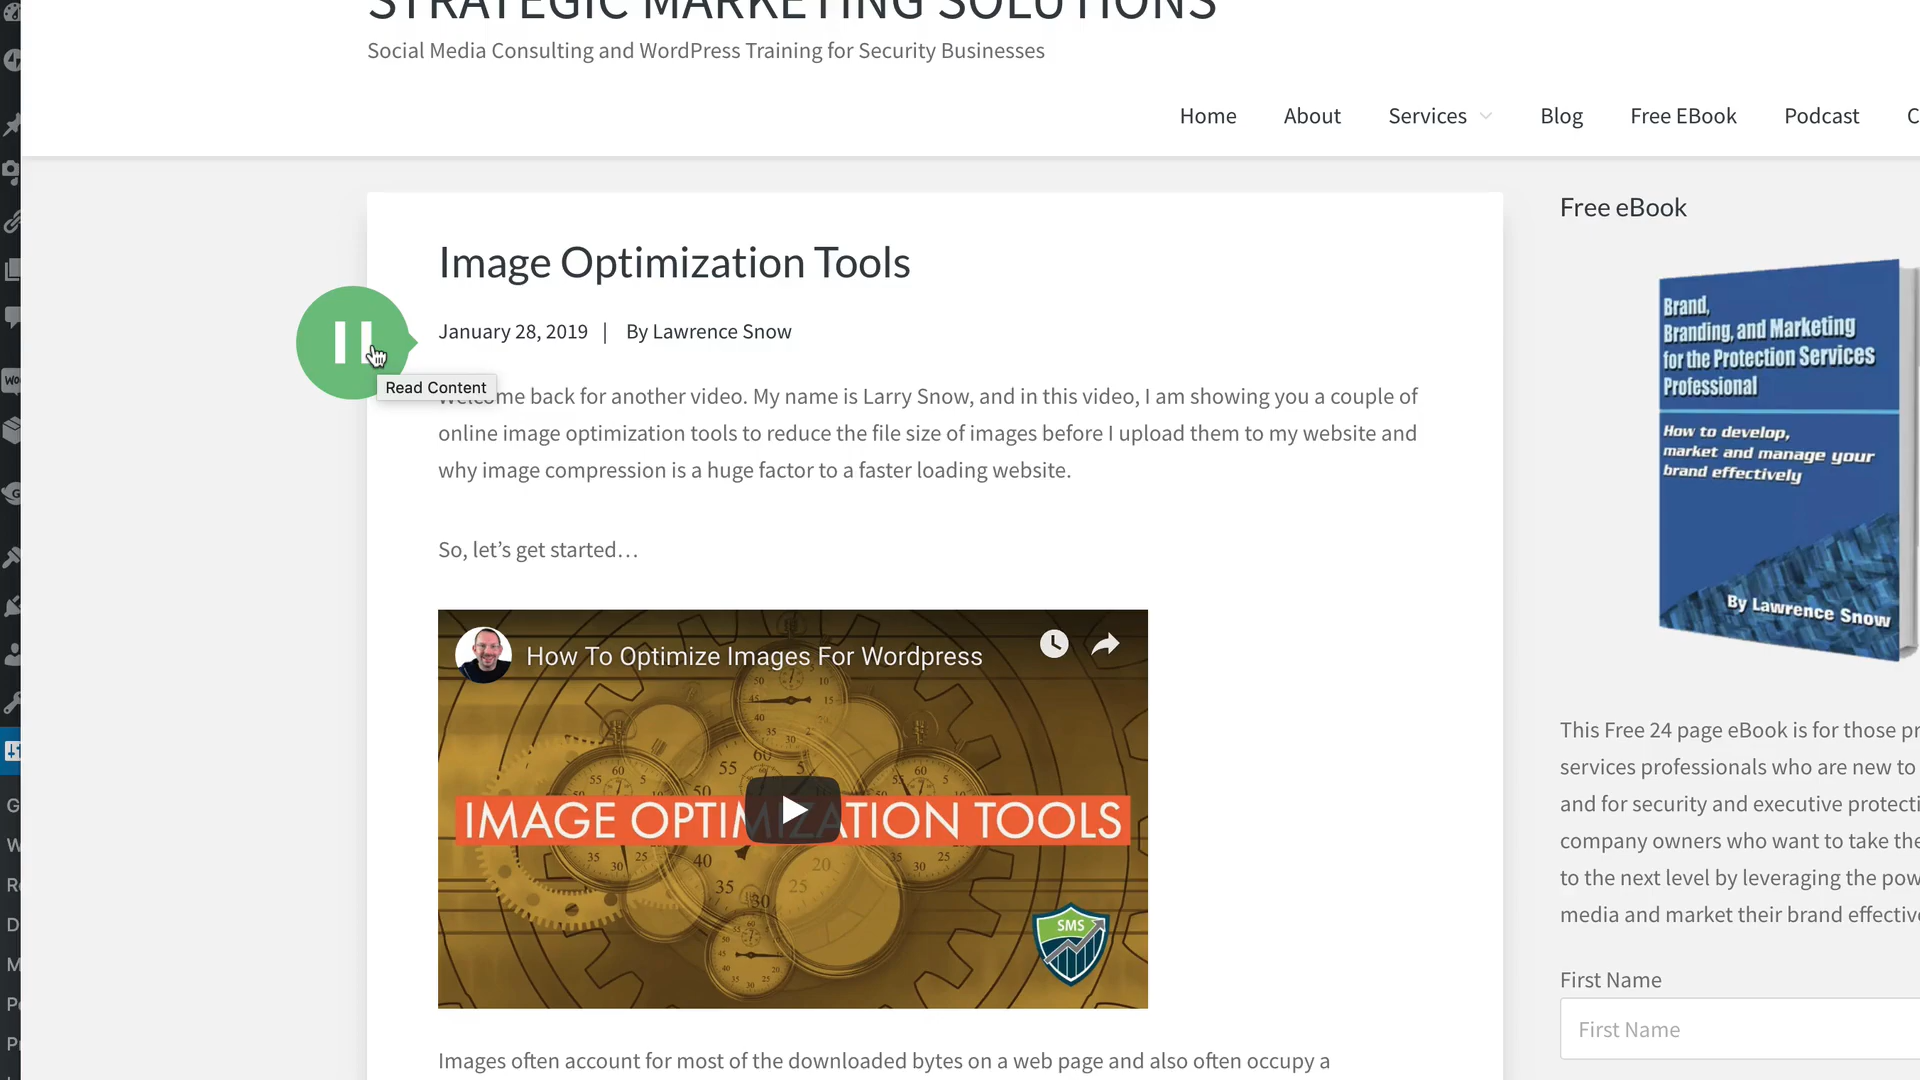 STRATEGIC MARKETING SOLUTIONS
Social Media Consulting and WordPress Training for Security Businesses
Home About Services Blog Free EBook Podcast C
Image Optimization Tools
January 28, 2019 | By Lawrence Snow
Read Content
Welcome back for another video. My name is Larry Snow, and in this video, I am showing you a couple of
online image optimization tools to reduce the file size of images before I upload them to my website and
why image compression is a huge factor to a faster loading website.
So, let’s get started…
How To Optimize Images For Wordpress
IMAGE OPTIMIZATION TOOLS
SMS
Images often account for most of the downloaded bytes on a web page and also often occupy a
Free eBook
Brand,
Branding, and Marketing
for the Protection Services
Professional
How to develop,
market and manage your
brand effectively
By Lawrence Snow
This Free 24 page eBook is for those pr
services professionals who are new to
and for security and executive protecti
company owners who want to take the
to the next level by leveraging the pow
media and market their brand effectiv
First Name
First Name